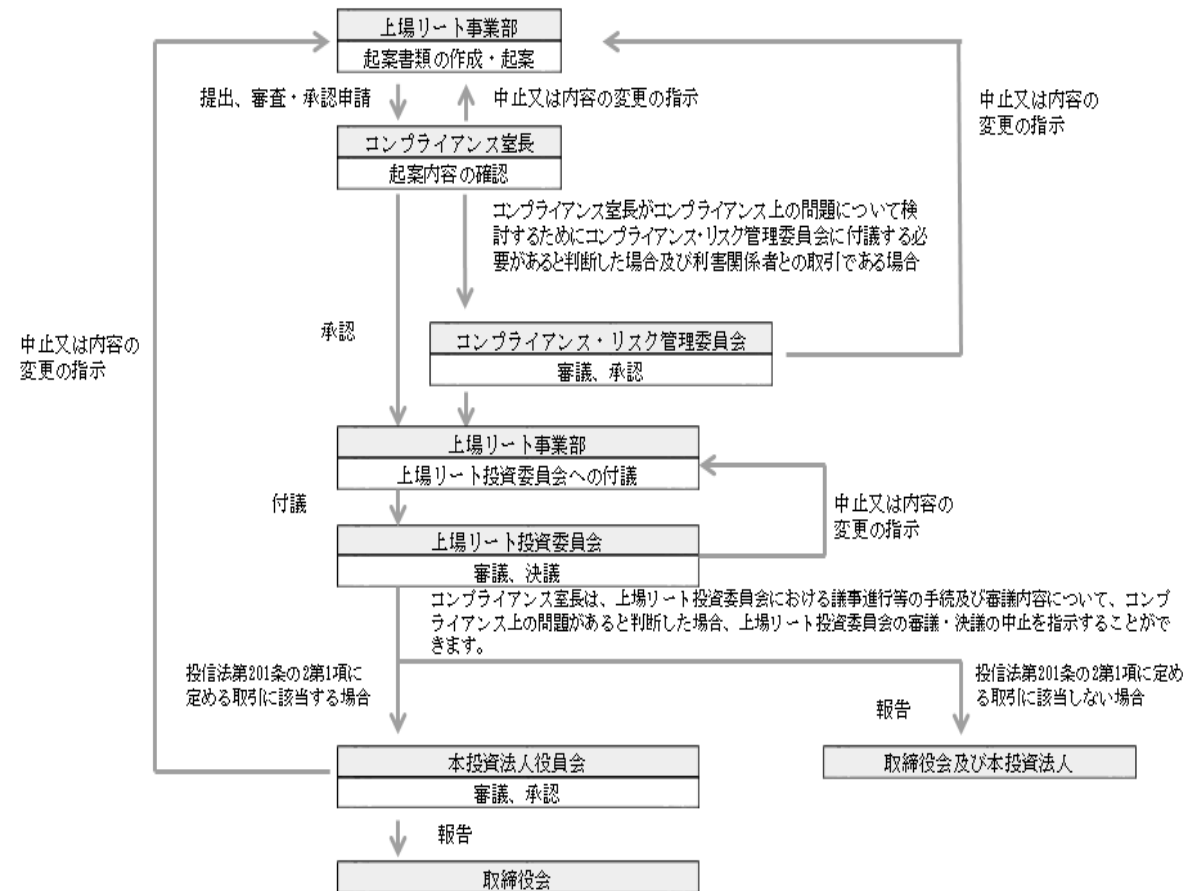 上場リート事業部
起案書類の作成・起案
提出、審査・承認申請
中止又は内容の変更の指示
中止又は内容の
変更の指示
コンプライアンス室長
起案内容の確認
コンプライアンス室長がコンプライアンス上の問題について検
討するためにコンプライアンス・リスク管理委員会に付議する必
要があると判断した場合及び利害関係者との取引である場合
承認
中止又は内容の
変更の指示
コンプライアンス・リスク管理委員会
審議、承認
上場リート事業部
上場リート投資委員会への付議
付議
中止又は内容の
変更の指示
上場リート投資委員会
審議、決議
コンプライアンス室長は、上場リート投資委員会における議事進行等の手続及び審議内容について、コンプ
ライアンス上の問題があると判断した場合、上場リート投資委員会の審議・決議の中止を指示することがで
きます。
投信法第201条の2第1項に
定める取引に該当する場合
投信法第201条の2第1項に定め
る取引に該当しない場合
報告
本投資法人役員会
審議、承認
取締役会及び本投資法人
報告
取締役会